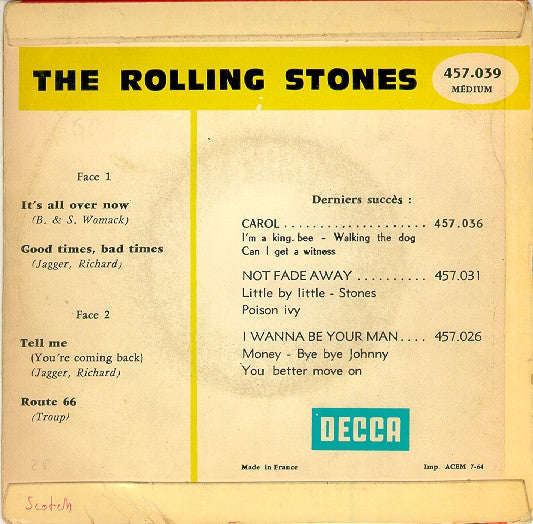 THE ROLLING STONES
457.039
MÉDIUM
Face 1
It's all over now
(B. & S. Womack)
Good times, bad times
(Jagger, Richard)
Face 2
Tell me
(You're coming back)
(Jagger, Richard)
Route 66
(Troup)
Derniers succès :
CAROL .................... 457.036
I'm a king bee - Walking the dog
Can I get a witness
NOT FADE AWAY .......... 457.031
Little by little - Stones
Poison ivy
I WANNA BE YOUR MAN .... 457.026
Money - Bye bye Johnny
You better move on
DECCA
Made in France
Imp. ACEM 7-64
28
Scotch